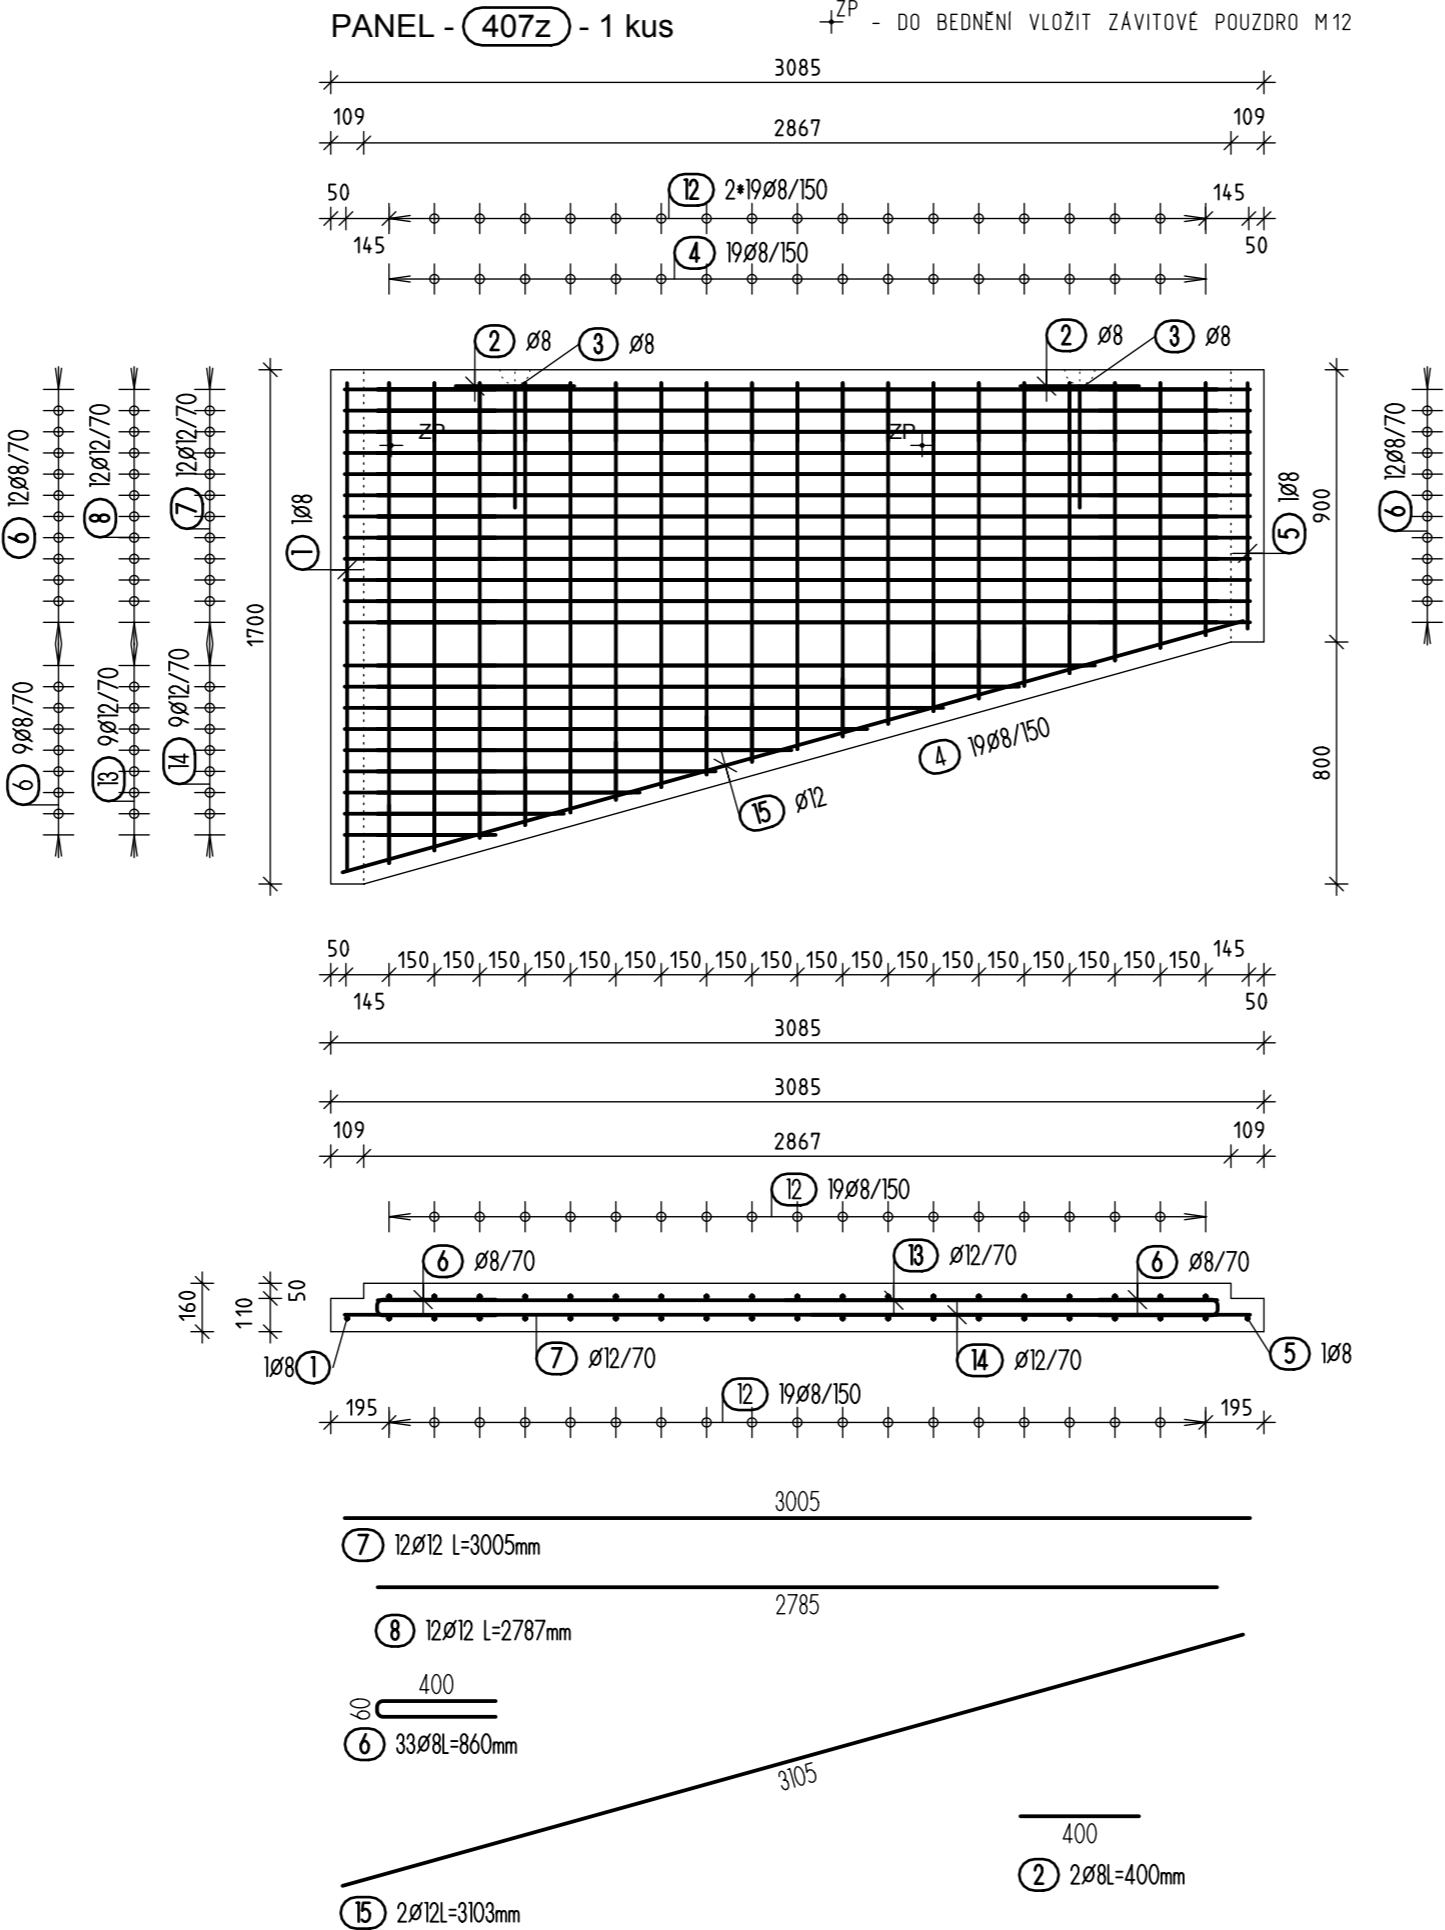 PANEL - 407z - 1 kus
ZP - DO BEDNĚNÍ VLOŽIT ZÁVITOVÉ POUZDRO M12
3085
109 2867 109
50 12 2*19Ø8/150 145
145 4 19Ø8/150 50
2 Ø8 3 Ø8 2 Ø8 3 Ø8
ZP ZP
6 12Ø8/70
8 12Ø12/70
7 12Ø12/70
1 1Ø8
5 1Ø8
900
6 12Ø8/70
1700
6 9Ø8/70
13 9Ø12/70
14 9Ø12/70
4 19Ø8/150
15 Ø12
800
50 150 150 150 150 150 150 150 150 150 150 150 150 150 150 150 150 150 150 145
145 50
3085
3085
109 2867 109
12 19Ø8/150
6 Ø8/70 13 Ø12/70 6 Ø8/70
160 110 50
1Ø8 1 7 Ø12/70 14 Ø12/70 5 1Ø8
12 19Ø8/150
195 195
3005
7 12Ø12 L=3005mm
2785
8 12Ø12 L=2787mm
400
60
6 33Ø8L=860mm
3105
400
2 2Ø8L=400mm
15 2Ø12L=3103mm